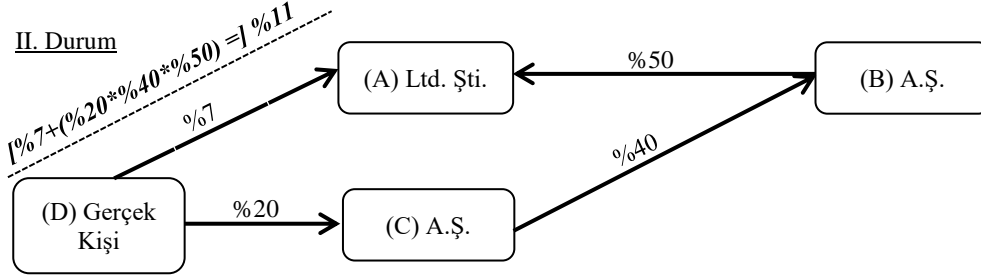 II. Durum
[%7+(%20*%40*%50) =] %11
(A) Ltd. Şti.
%50
(B) A.Ş.
%7
%40
(D) Gerçek
Kişi
%20
(C) A.Ş.